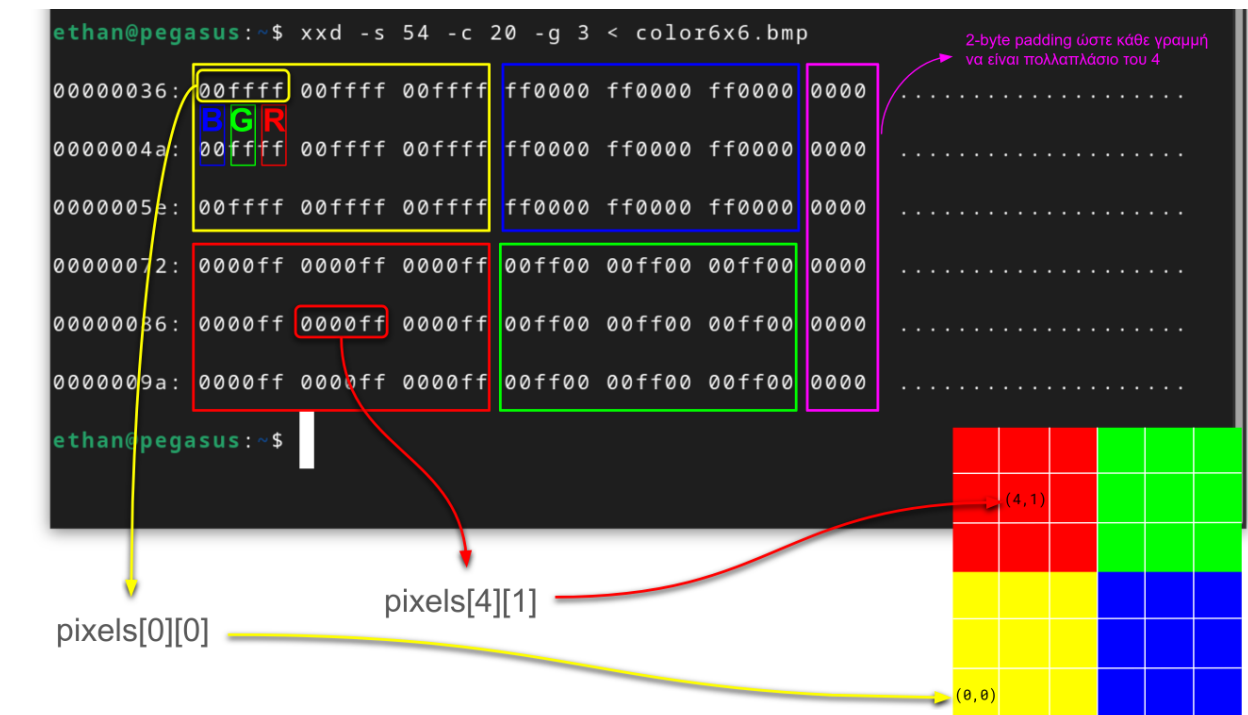 ethan@pegasus:~$ xxd -s 54 -c 20 -g 3 < color6x6.bmp
2-byte padding ώστε κάθε γραμμή
να είναι πολλαπλάσιο του 4
00000036: 00ffff 00ffff 00ffff ff0000 ff0000 ff0000 0000 ....................
B G R
0000004a: 00ffff 00ffff 00ffff ff0000 ff0000 ff0000 0000 ....................
0000005e: 00ffff 00ffff 00ffff ff0000 ff0000 ff0000 0000 ....................
00000072: 0000ff 0000ff 0000ff 00ff00 00ff00 00ff00 0000 ....................
00000086: 0000ff 0000ff 0000ff 00ff00 00ff00 00ff00 0000 ....................
0000009a: 0000ff 0000ff 0000ff 00ff00 00ff00 00ff00 0000 ....................
ethan@pegasus:~$
(4,1)
pixels[4][1]
pixels[0][0]
(0,0)